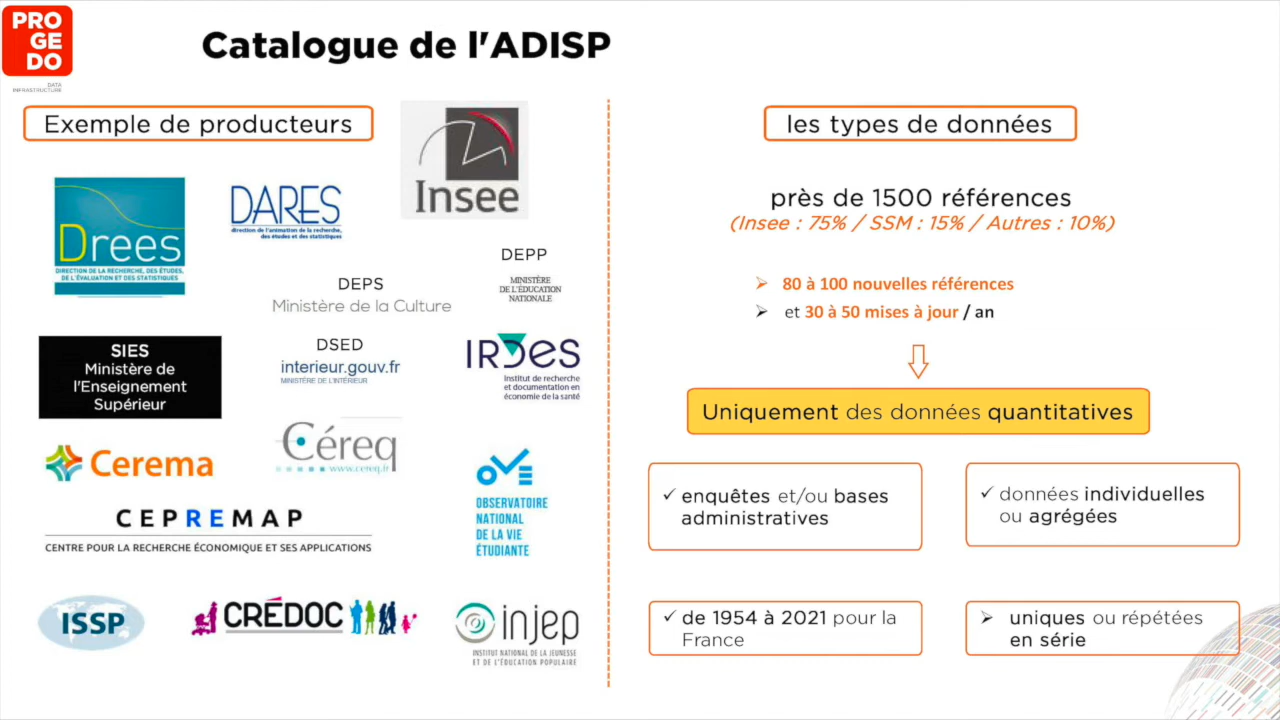 PRO
GE
DO
DATA
INFRASTRUCTURE
Catalogue de l'ADISP
Exemple de producteurs
Insee
Drees
DIRECTION DE LA RECHERCHE, DES ÉTUDES,
DE L'ÉVALUATION ET DES STATISTIQUES
DARES
direction de l'animation de la recherche,
des études et des statistiques
DEPP
MINISTÈRE
DE L'ÉDUCATION
NATIONALE
DEPS
Ministère de la Culture
SIES
Ministère de
l'Enseignement
Supérieur
DSED
interieur.gouv.fr
MINISTÈRE DE L'INTÉRIEUR
IRDES
Institut de recherche
et documentation en
économie de la santé
Cerema
Céreq
www.cereq.fr
OVE
OBSERVATOIRE
NATIONAL
DE LA VIE
ÉTUDIANTE
CEPREMAP
CENTRE POUR LA RECHERCHE ÉCONOMIQUE ET SES APPLICATIONS
ISSP
CRÉDOC
injep
INSTITUT NATIONAL DE LA JEUNESSE
ET DE L'ÉDUCATION POPULAIRE
les types de données
près de 1500 références
(Insee : 75% / SSM : 15% / Autres : 10%)
➢ 80 à 100 nouvelles références
➢ et 30 à 50 mises à jour / an
Uniquement des données quantitatives
✓ enquêtes et/ou bases
administratives
✓ données individuelles
ou agrégées
✓ de 1954 à 2021 pour la
France
➢ uniques ou répétées
en série